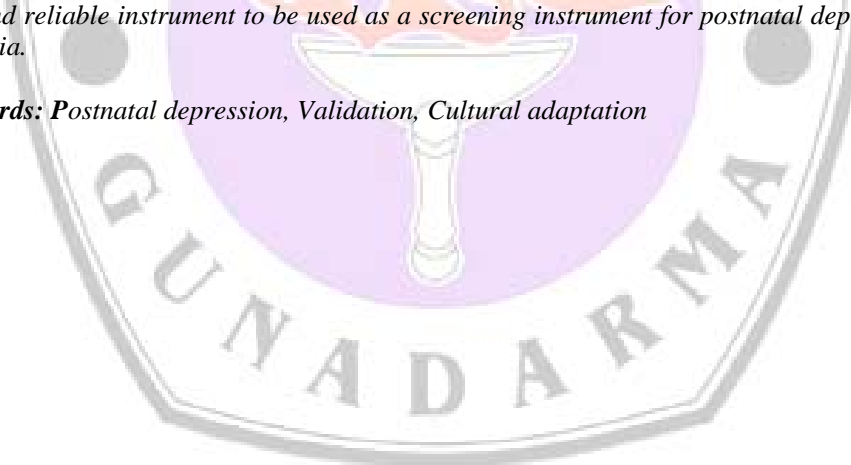 d reliable instrument to be used as a screening instrument for postnatal dep
ia.
rds: Postnatal depression, Validation, Cultural adaptation
GUNADARMA